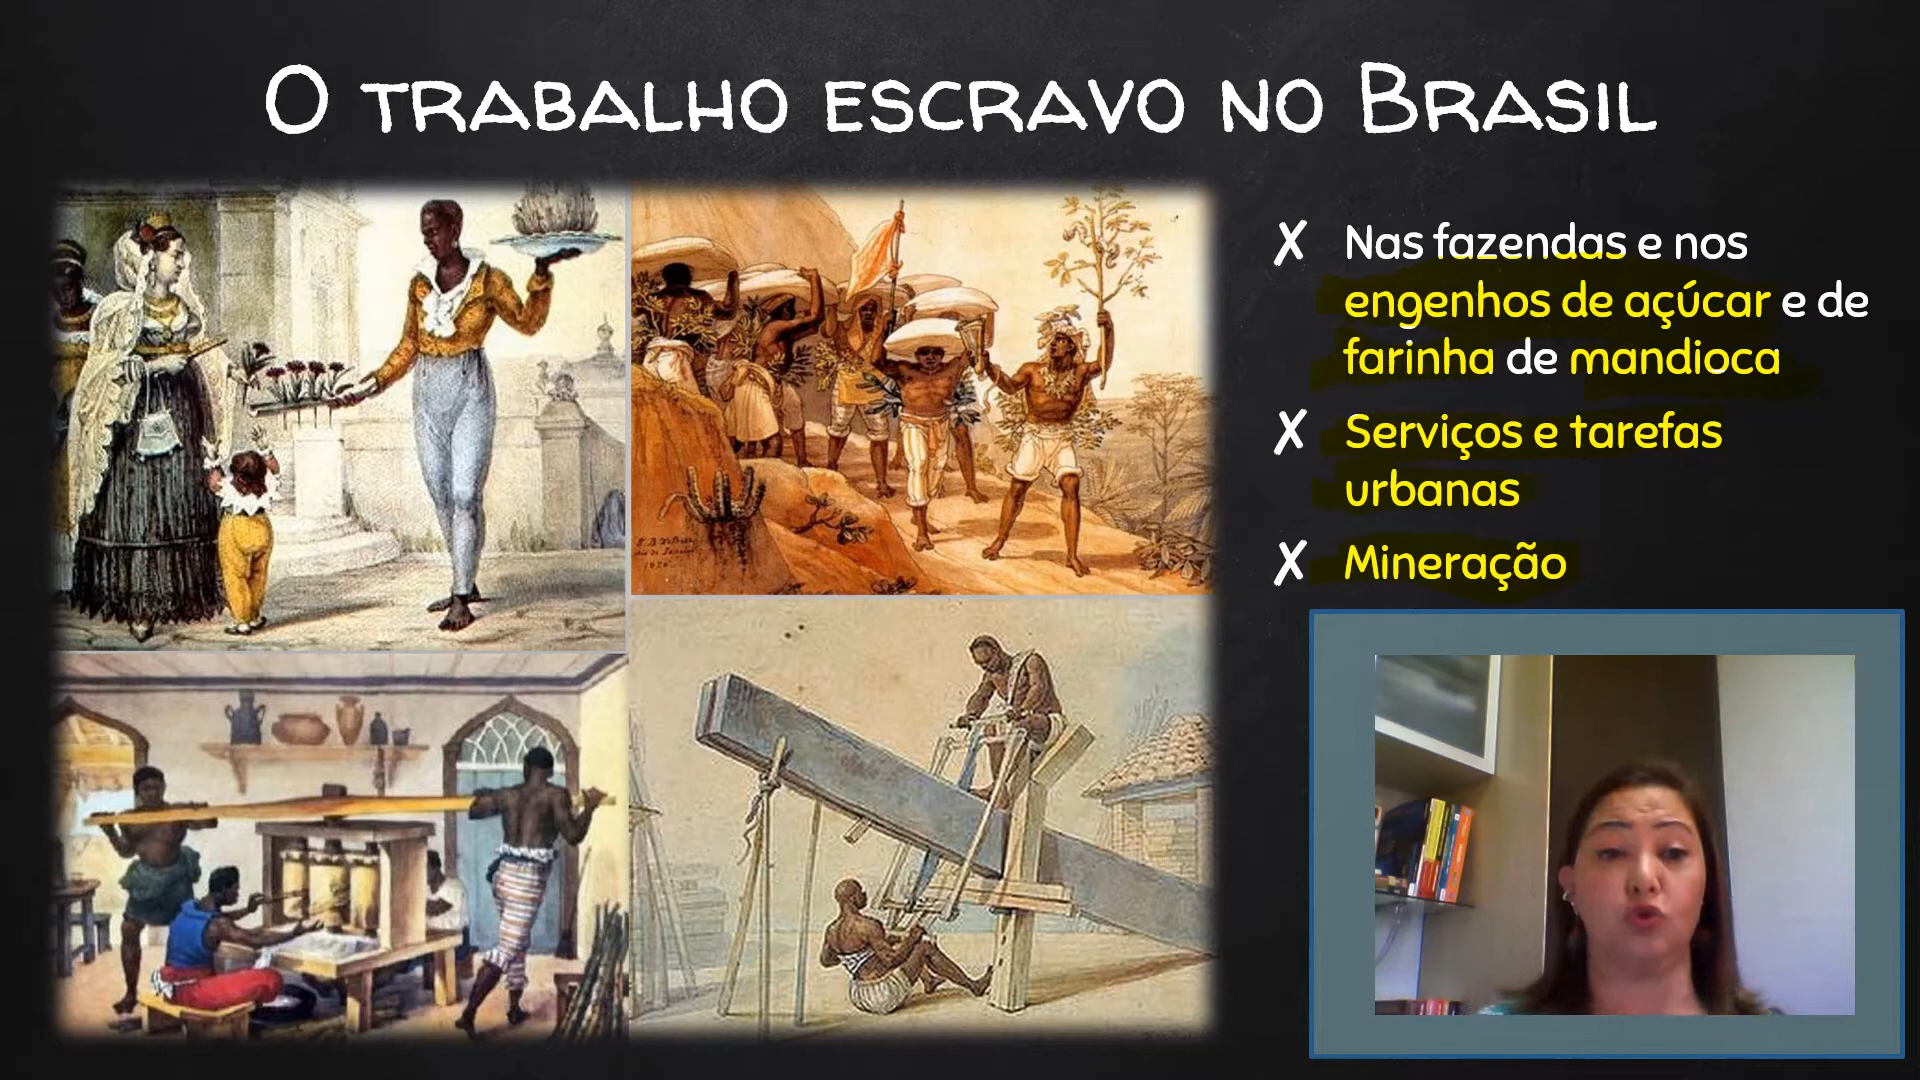 O TRABALHO ESCRAVO NO BRASIL
✗ Nas fazendas e nos
engenhos de açúcar e de
farinha de mandioca
✗ Serviços e tarefas
urbanas
✗ Mineração